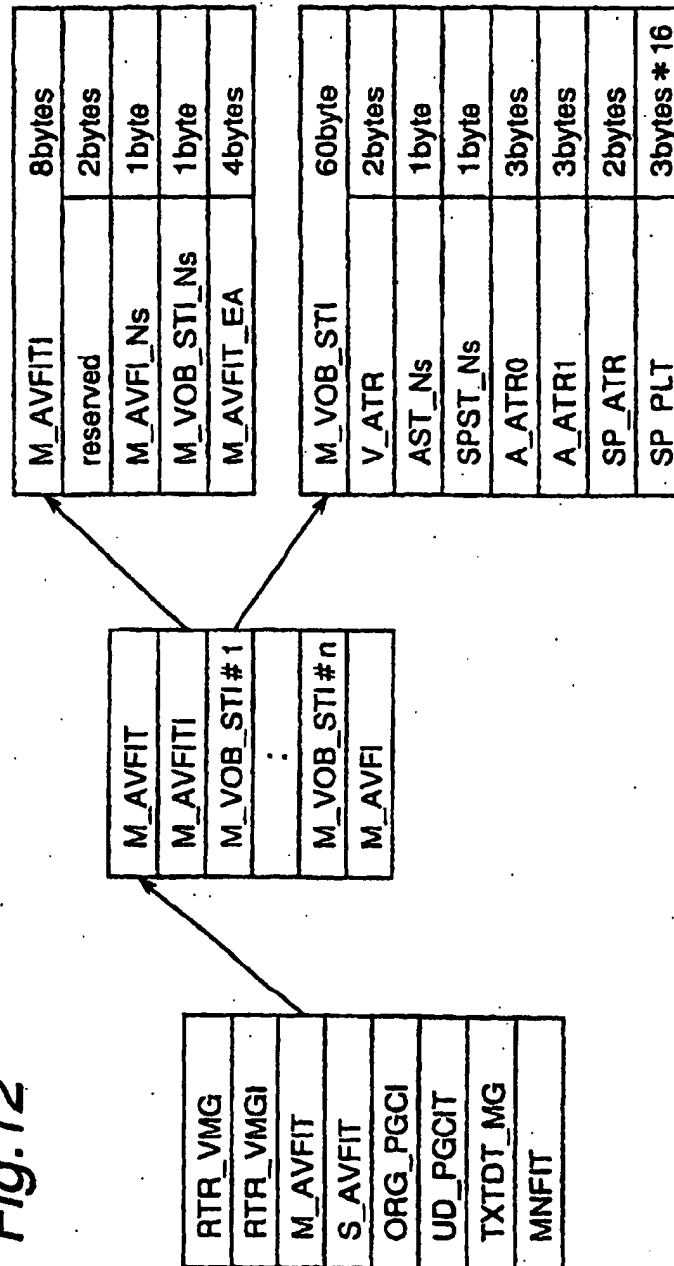 Fig.12
RTR_VMG
RTR_VMGI
M_AVFIT
S_AVFIT
ORG_PGCI
UD_PGCIT
TXTDT_MG
MNFIT
M_AVFIT
M_AVFITI
M_VOB_STI#1
:
M_VOB_STI#n
M_AVFI
M_AVFITI 8bytes
reserved 2bytes
M_AVFI_Ns 1byte
M_VOB_STI_Ns 1byte
M_AVFIT_EA 4bytes
M_VOB_STI 60byte
V_ATR 2bytes
AST_Ns 1byte
SPST_Ns 1byte
A_ATR0 3bytes
A_ATR1 3bytes
SP_ATR 2bytes
SP_PLT 3bytes*16